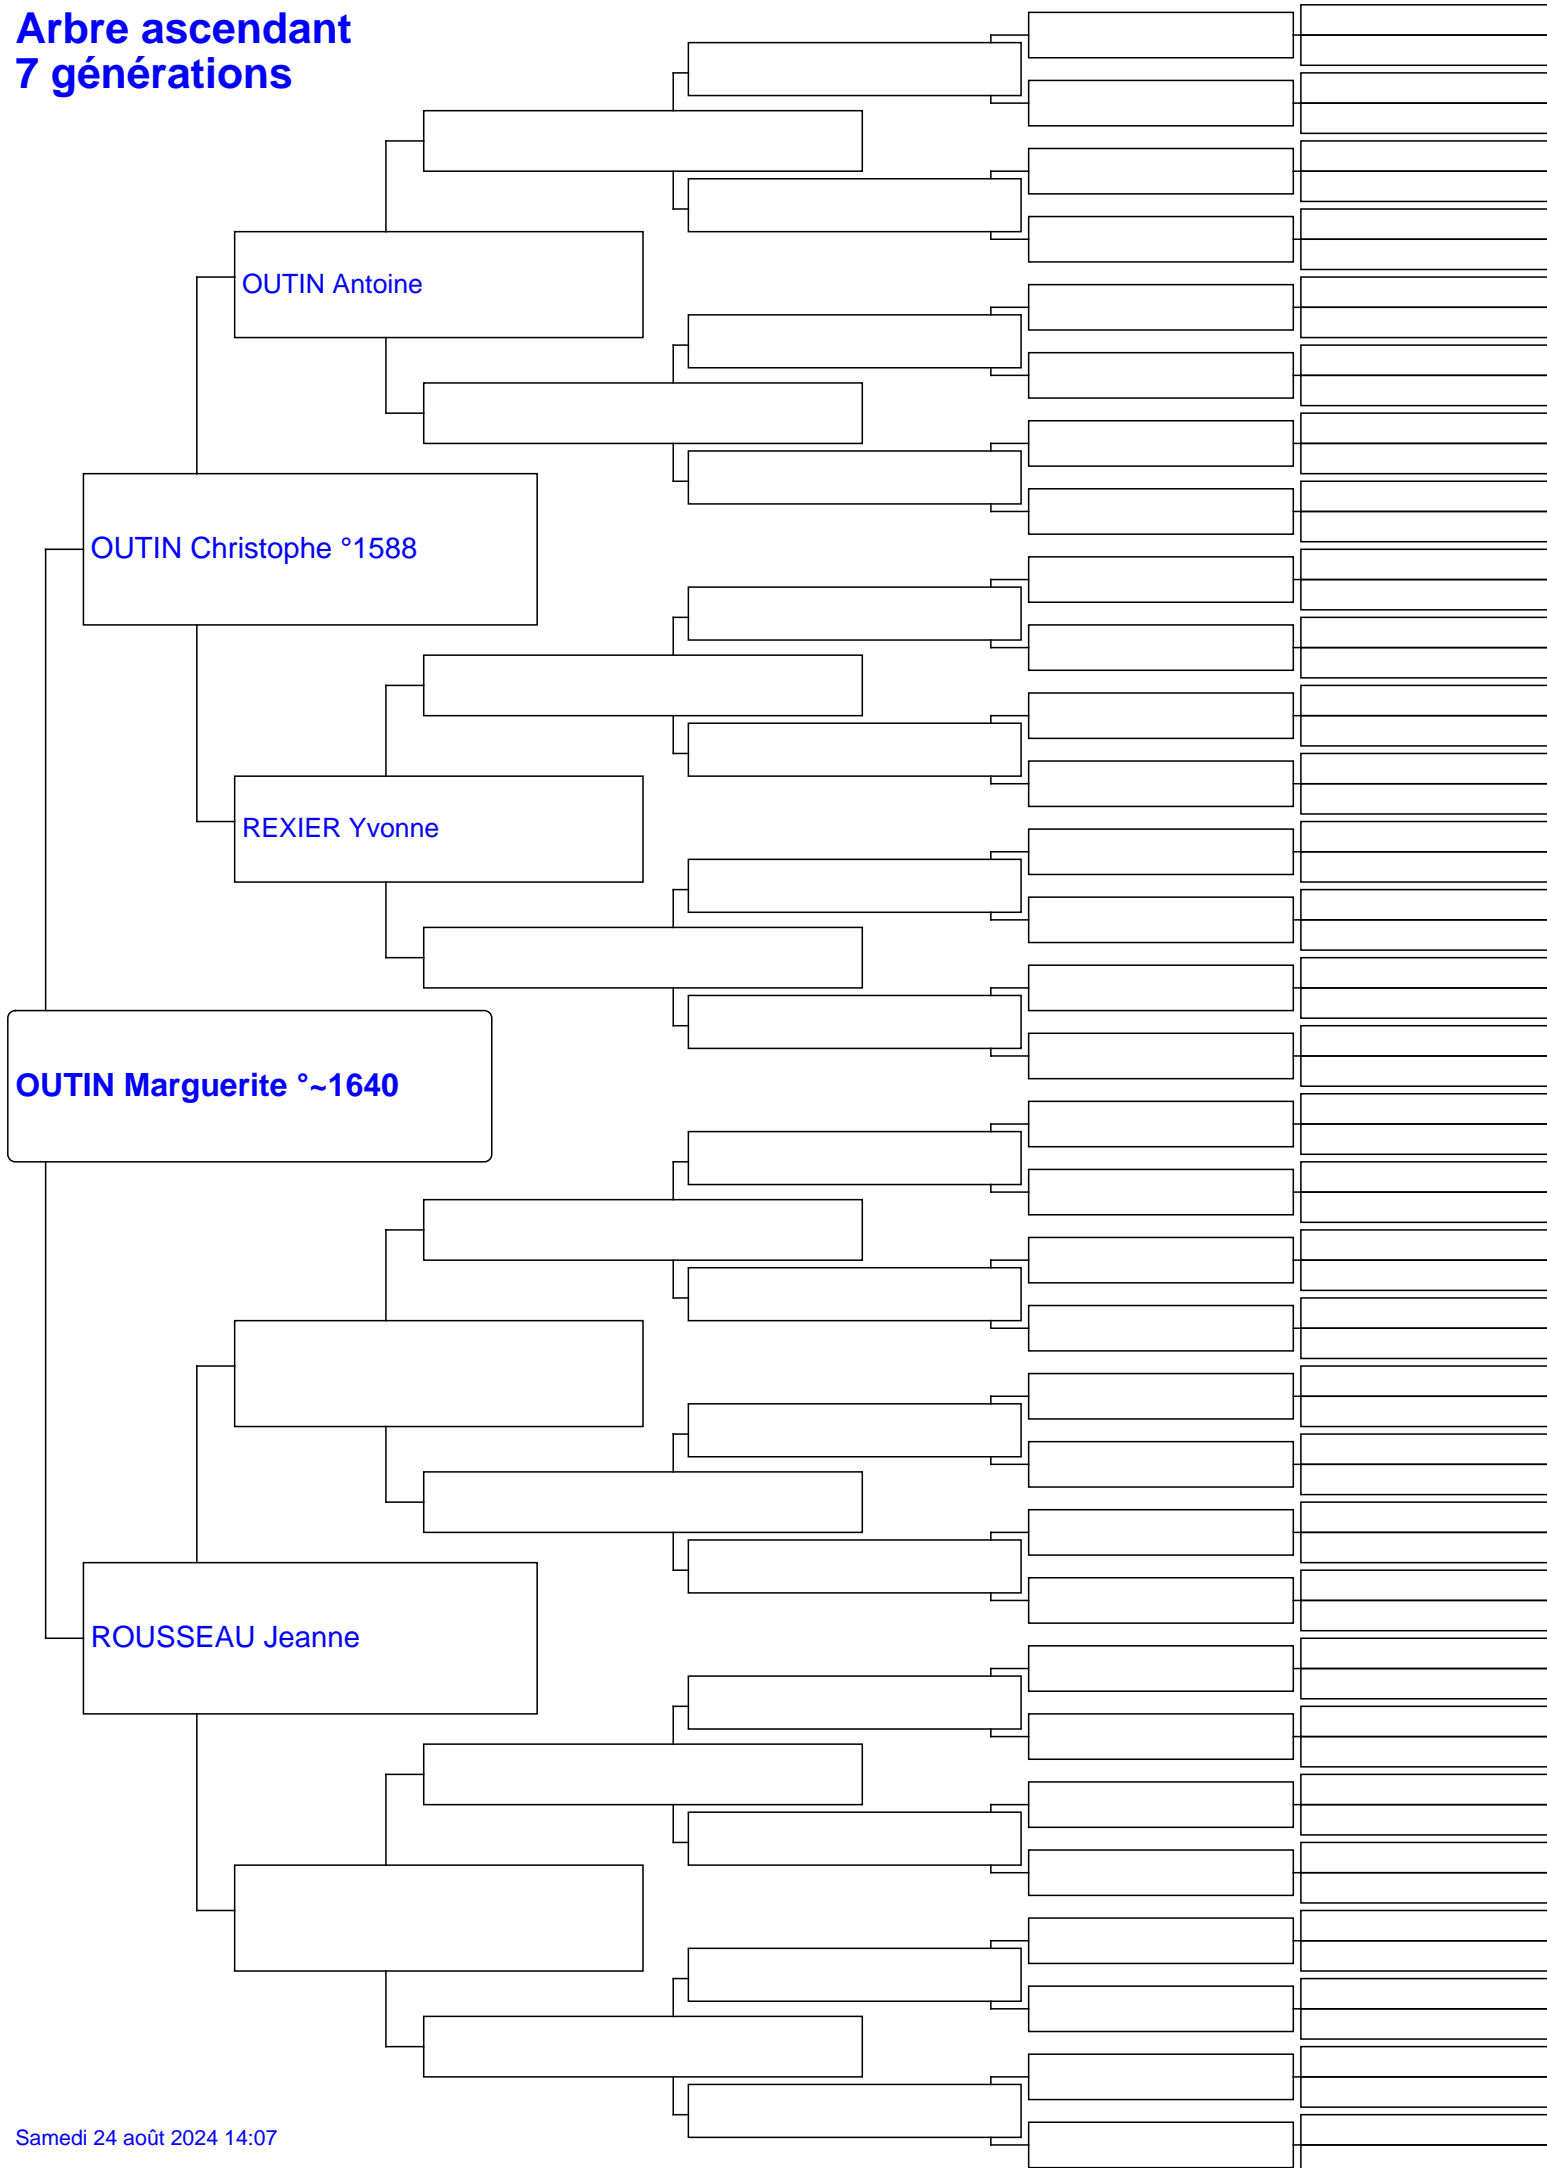 Arbre ascendant
7 générations
OUTIN Antoine
OUTIN Christophe °1588
REXIER Yvonne
OUTIN Marguerite °~1640
ROUSSEAU Jeanne
Samedi 24 août 2024 14:07